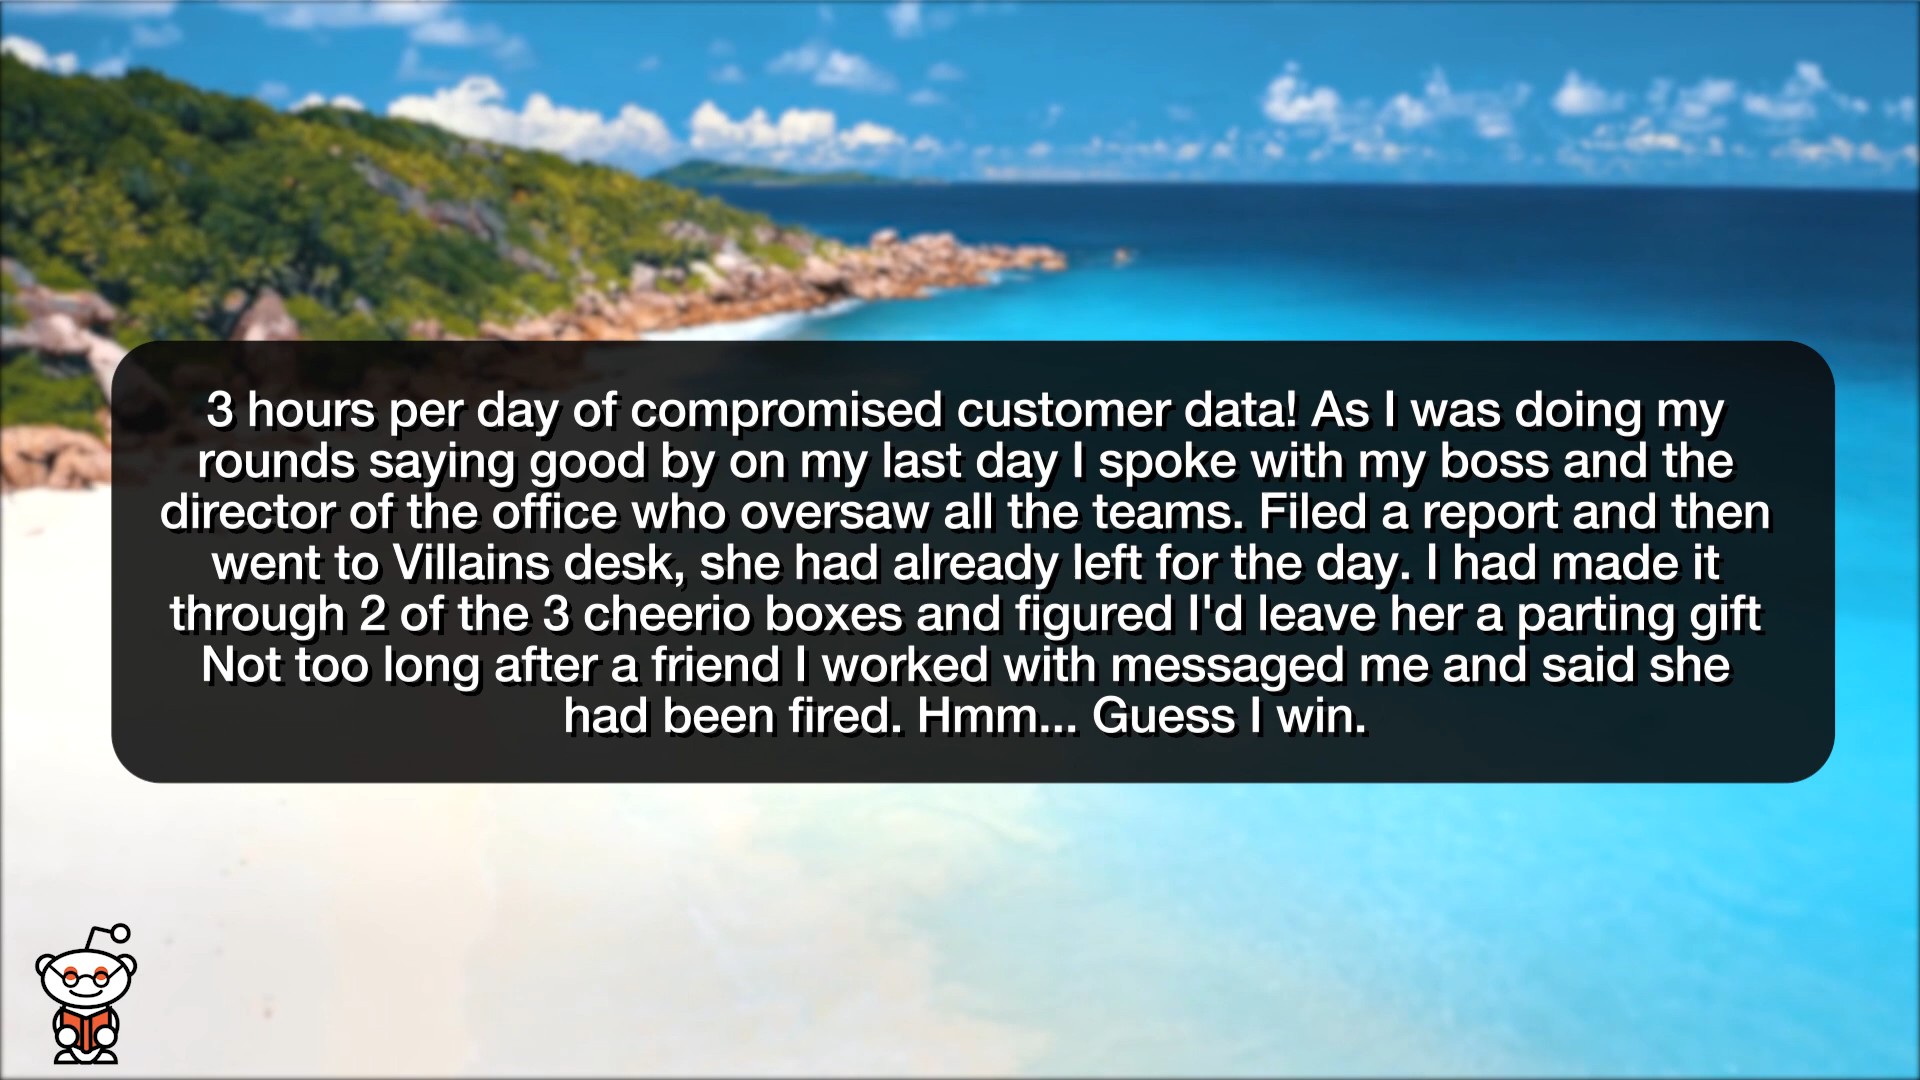 3 hours per day of compromised customer data! As I was doing my
rounds saying good by on my last day I spoke with my boss and the
director of the office who oversaw all the teams. Filed a report and then
went to Villains desk, she had already left for the day. I had made it
through 2 of the 3 cheerio boxes and figured I'd leave her a parting gift
Not too long after a friend I worked with messaged me and said she
had been fired. Hmm... Guess I win.